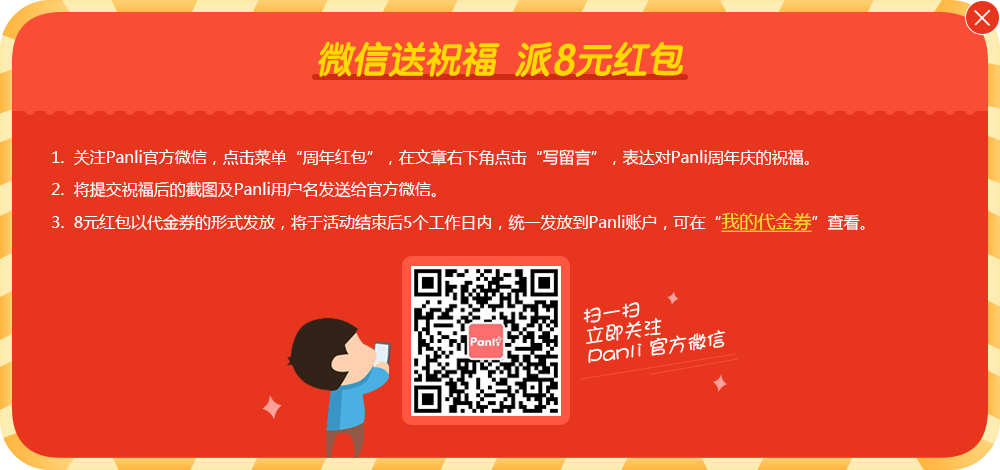 微信送祝福 派8元红包
1. 关注Panli官方微信，点击菜单“周年红包”，在文章右下角点击“写留言”，表达对Panli周年庆的祝福。
2. 将提交祝福后的截图及Panli用户名发送给官方微信。
3. 8元红包以代金券的形式发放，将于活动结束后5个工作日内，统一发放到Panli账户，可在“我的代金券”查看。
Panli
扫一扫
立即关注
Panli 官方微信